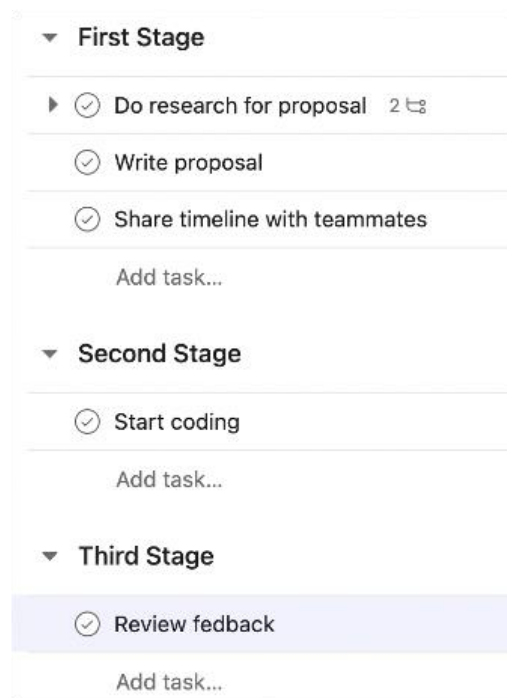 First Stage
Do research for proposal 2
Write proposal
Share timeline with teammates
Add task...
Second Stage
Start coding
Add task...
Third Stage
Review fedback
Add task...